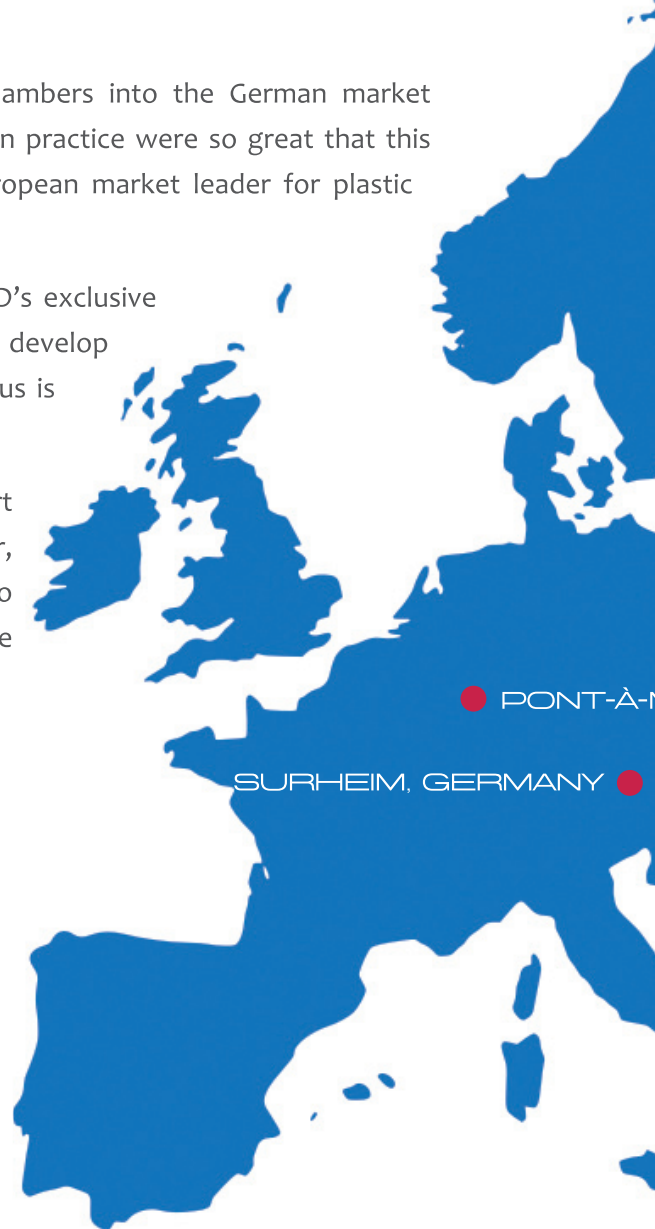 ambers into the German market
n practice were so great that this
ropean market leader for plastic
D’s exclusive
develop
us is
rt
r,
o
e
PONT-À-
SURHEIM, GERMANY